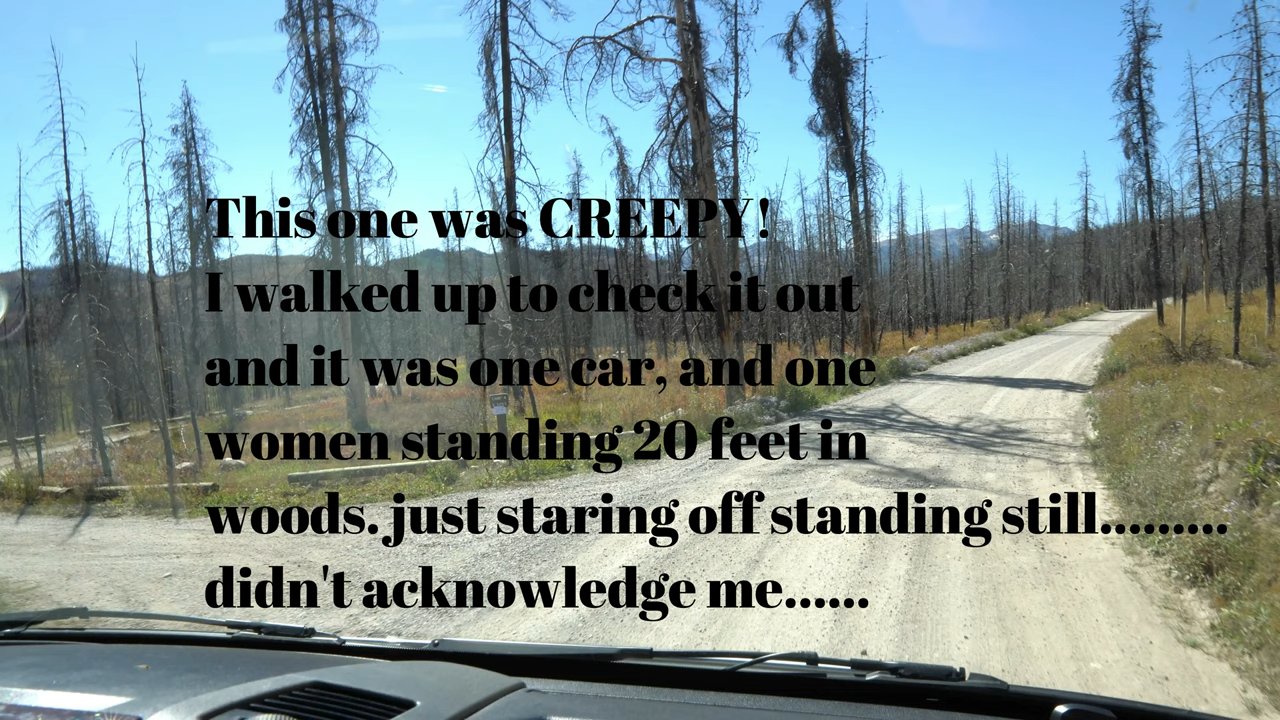 This one was CREEPY!
I walked up to check it out
and it was one car, and one
women standing 20 feet in
woods. just staring off standing still.........
didn't acknowledge me......